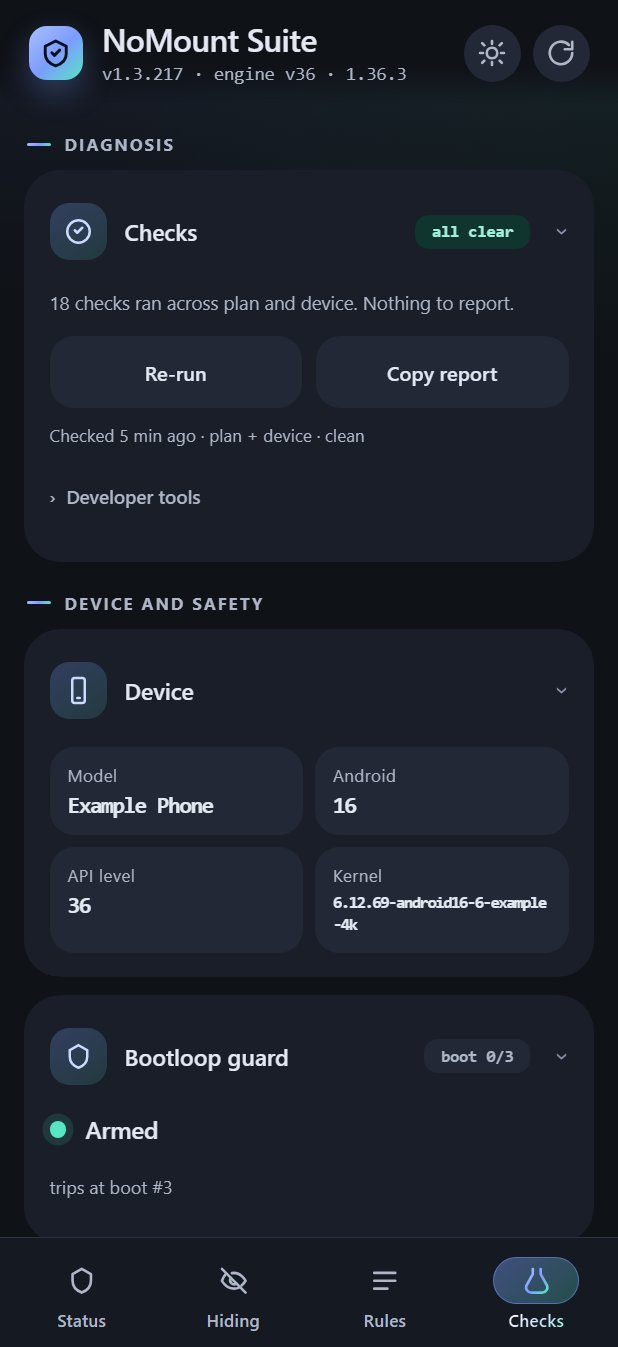 NoMount Suite
v1.3.217 · engine v36 · 1.36.3
DIAGNOSIS
Checks
all clear
18 checks ran across plan and device. Nothing to report.
Re-run
Copy report
Checked 5 min ago · plan + device · clean
› Developer tools
DEVICE AND SAFETY
Device
Model
Example Phone
Android
16
API level
36
Kernel
6.12.69-android16-6-example
-4k
Bootloop guard
boot 0/3
Armed
trips at boot #3
Status
Hiding
Rules
Checks